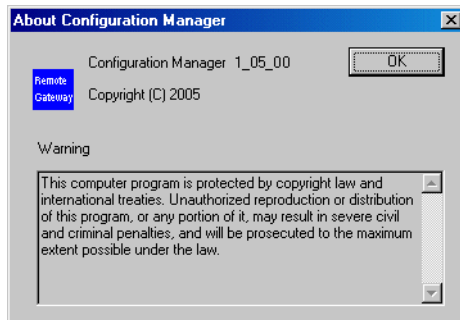 About Configuration Manager
Configuration Manager 1_05_00
OK
Remote
Gateway
Copyright (C) 2005
Warning
This computer program is protected by copyright law and
international treaties. Unauthorized reproduction or distribution
of this program, or any portion of it, may result in severe civil
and criminal penalties, and will be prosecuted to the maximum
extent possible under the law.